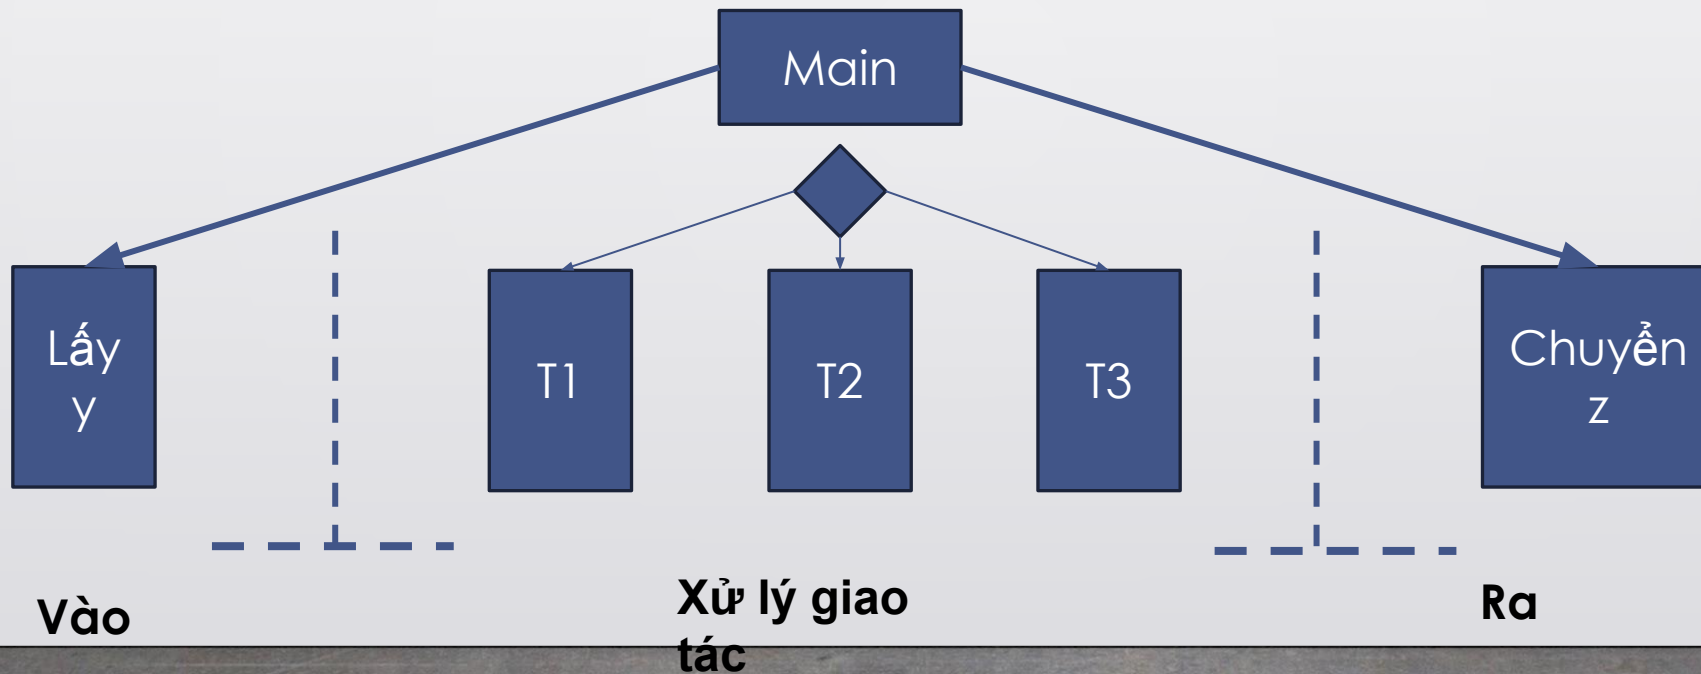 Main
Lấy
y
T1
T2
T3
Chuyển
z
Vào
Xử lý giao
tác
Ra